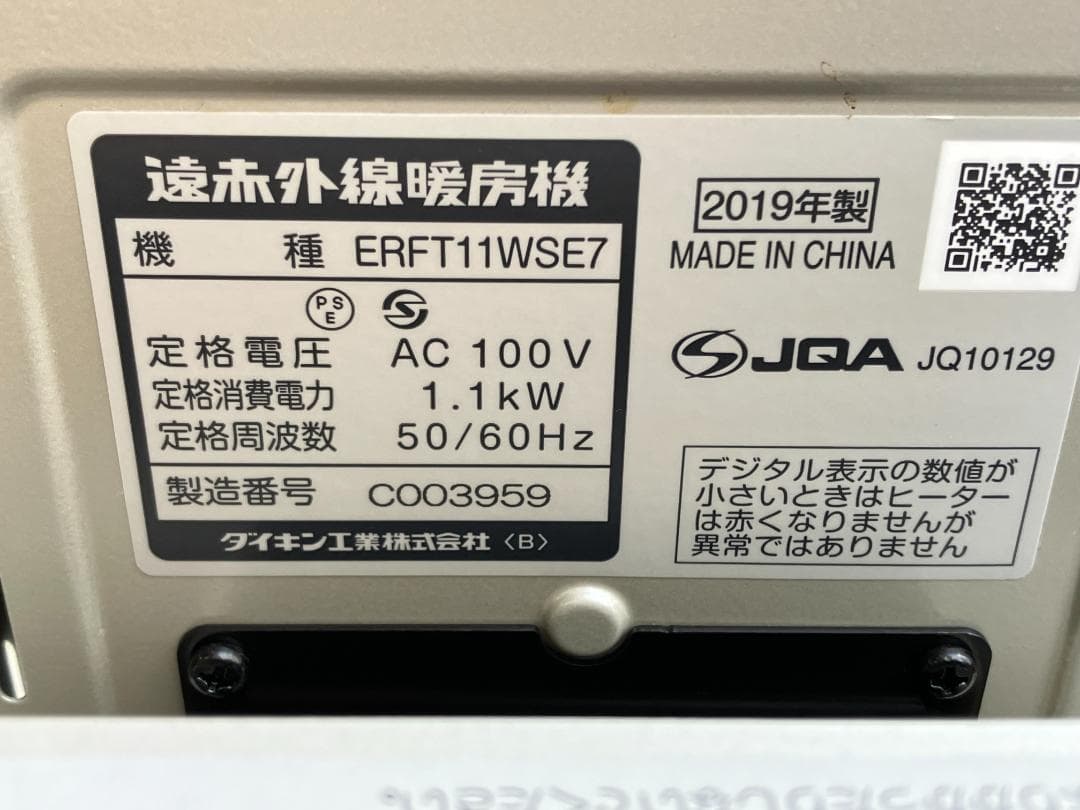 遠赤外線暖房機
機 種 ERFT11WSE7
PSE
定格電圧 AC 100V
定格消費電力 1.1kW
定格周波数 50/60Hz
製造番号 C003959
ダイキン工業株式会社〈B〉
2019年製
MADE IN CHINA
JQA JQ10129
デジタル表示の数値が
小さいときはヒーター
は赤くなりませんが
異常ではありません